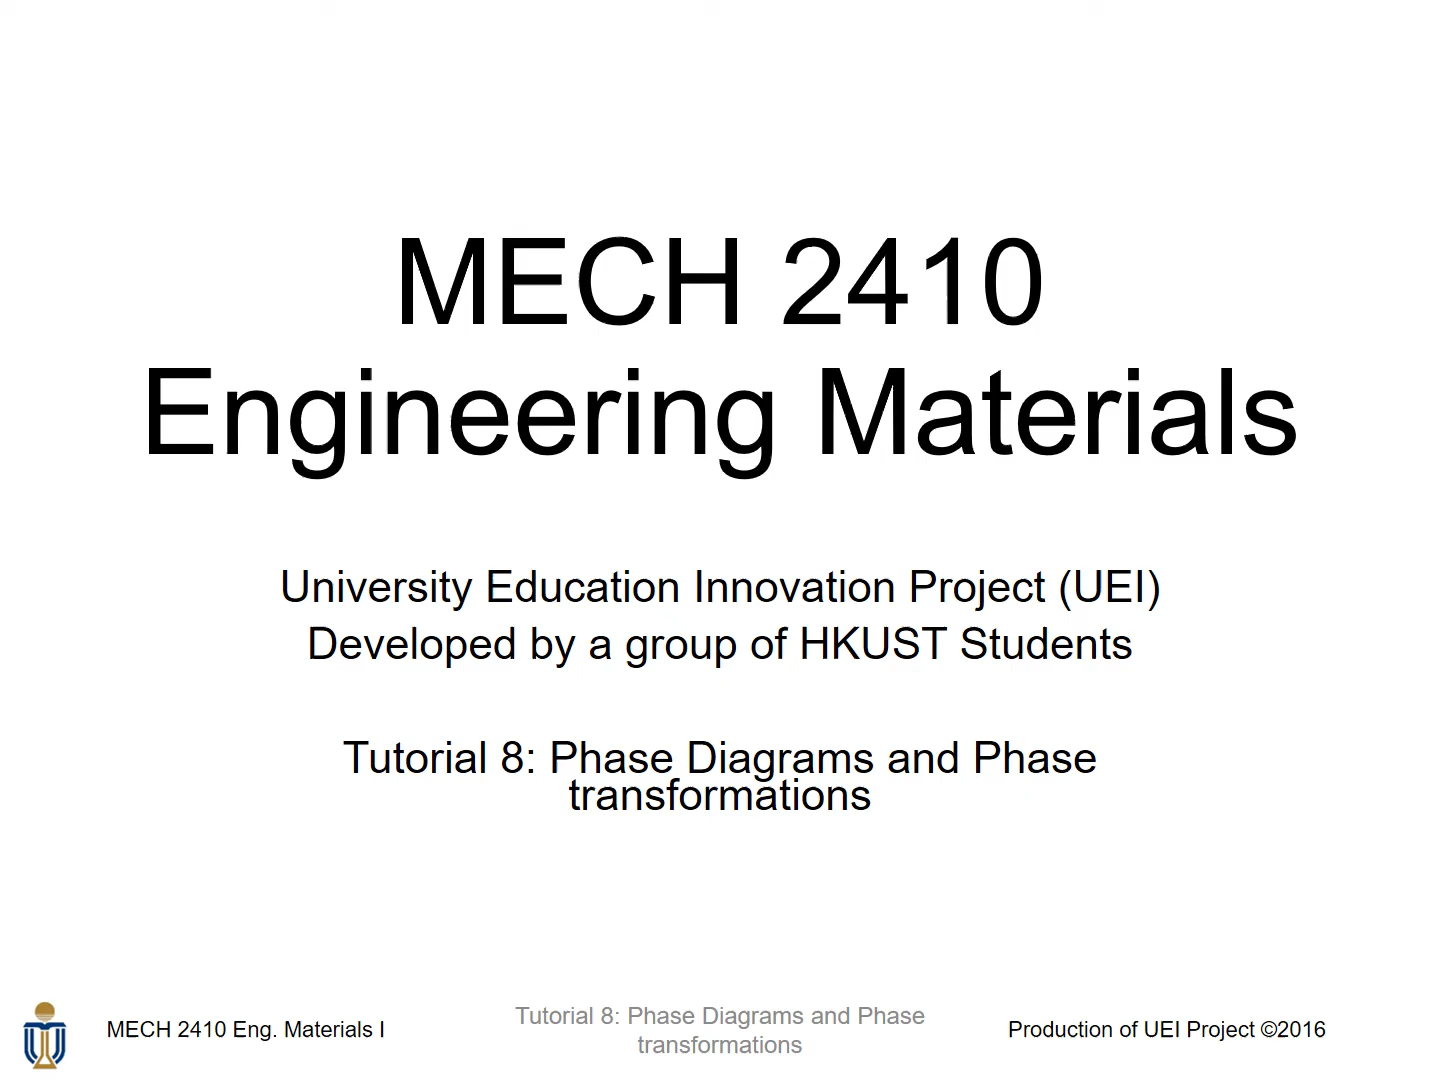 MECH 2410
Engineering Materials
University Education Innovation Project (UEI)
Developed by a group of HKUST Students
Tutorial 8: Phase Diagrams and Phase
transformations
MECH 2410 Eng. Materials I
Tutorial 8: Phase Diagrams and Phase
transformations
Production of UEI Project ©2016